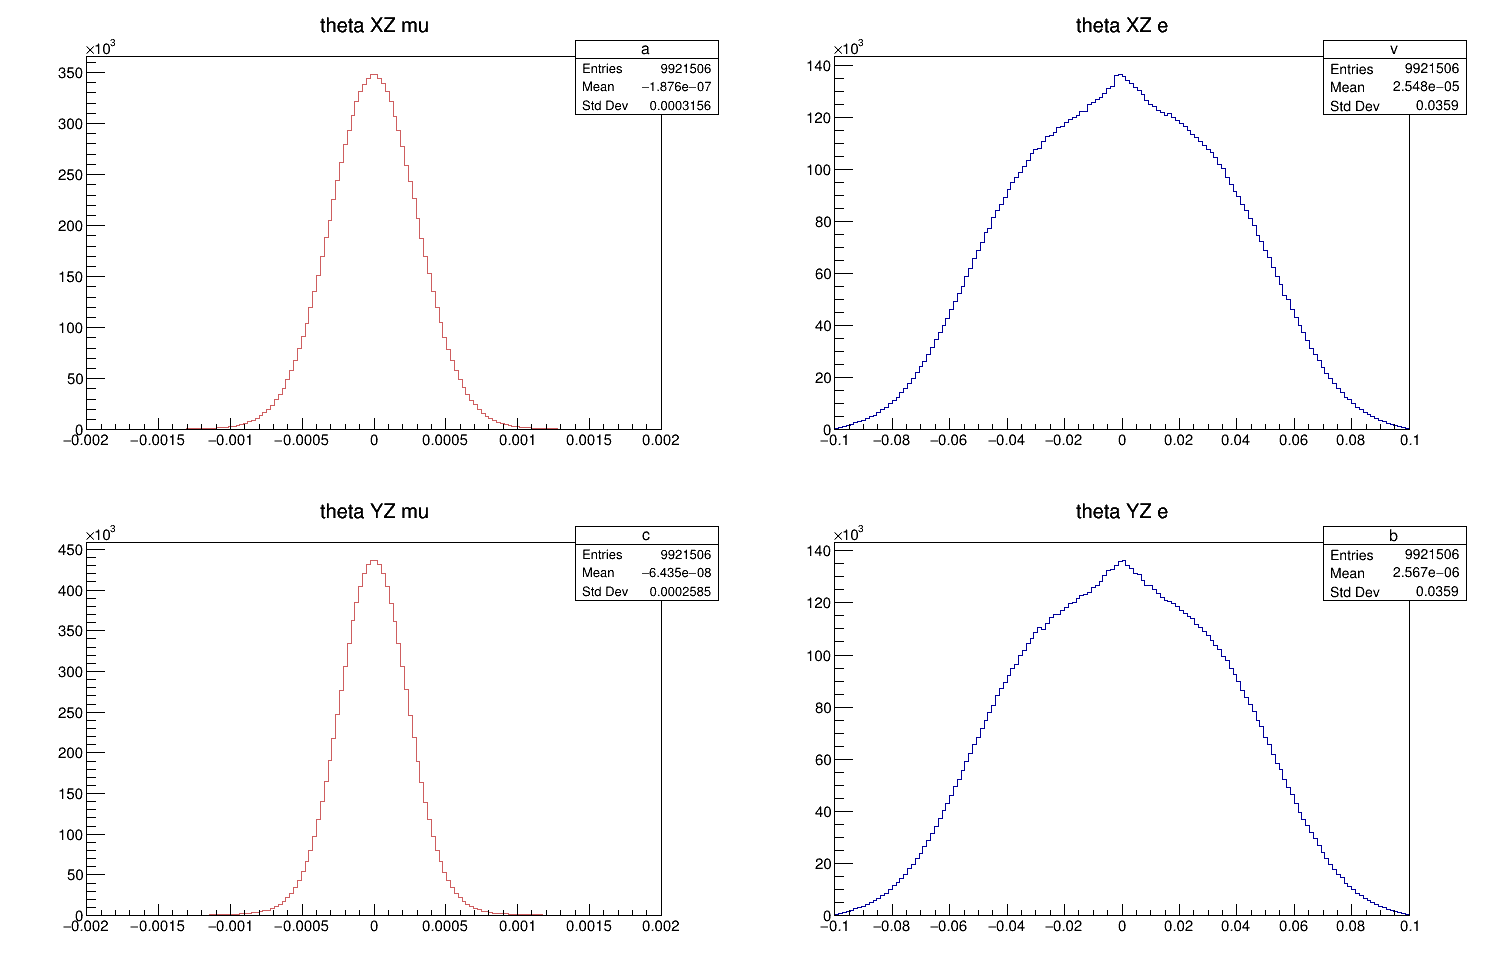 theta XZ mu
×10³
a
Entries 9921506
Mean −1.876e−07
Std Dev 0.0003156
350
300
250
200
150
100
50
0
−0.002 −0.0015 −0.001 −0.0005 0 0.0005 0.001 0.0015 0.002
theta XZ e
×10³
v
Entries 9921506
Mean 2.548e−05
Std Dev 0.0359
140
120
100
80
60
40
20
0
−0.1 −0.08 −0.06 −0.04 −0.02 0 0.02 0.04 0.06 0.08 0.1
theta YZ mu
×10³
c
Entries 9921506
Mean −6.435e−08
Std Dev 0.0002585
450
400
350
300
250
200
150
100
50
0
−0.002 −0.0015 −0.001 −0.0005 0 0.0005 0.001 0.0015 0.002
theta YZ e
×10³
b
Entries 9921506
Mean 2.567e−06
Std Dev 0.0359
140
120
100
80
60
40
20
0
−0.1 −0.08 −0.06 −0.04 −0.02 0 0.02 0.04 0.06 0.08 0.1